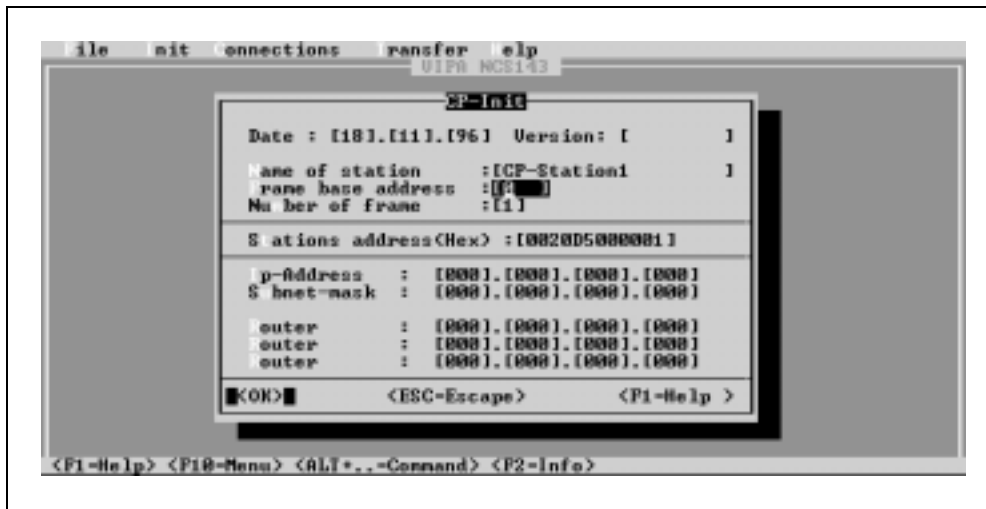 ile nit onnections ransfer elp
VIPA NCS143
CP-Init
Date : [18].[11].[96] Version: [ ]
ame of station :[CP-Station1 ]
rame base address :[0 ]
Nu ber of frame :[1]
S ations address(Hex) :[0020D5000001]
p-Address : [000].[000].[000].[000]
S bnet-mask : [000].[000].[000].[000]
outer : [000].[000].[000].[000]
outer : [000].[000].[000].[000]
outer : [000].[000].[000].[000]
<OK> <ESC-Escape> <F1-Help >
<F1-Help> <F10-Menu> <ALT+..-Command> <F2-Info>